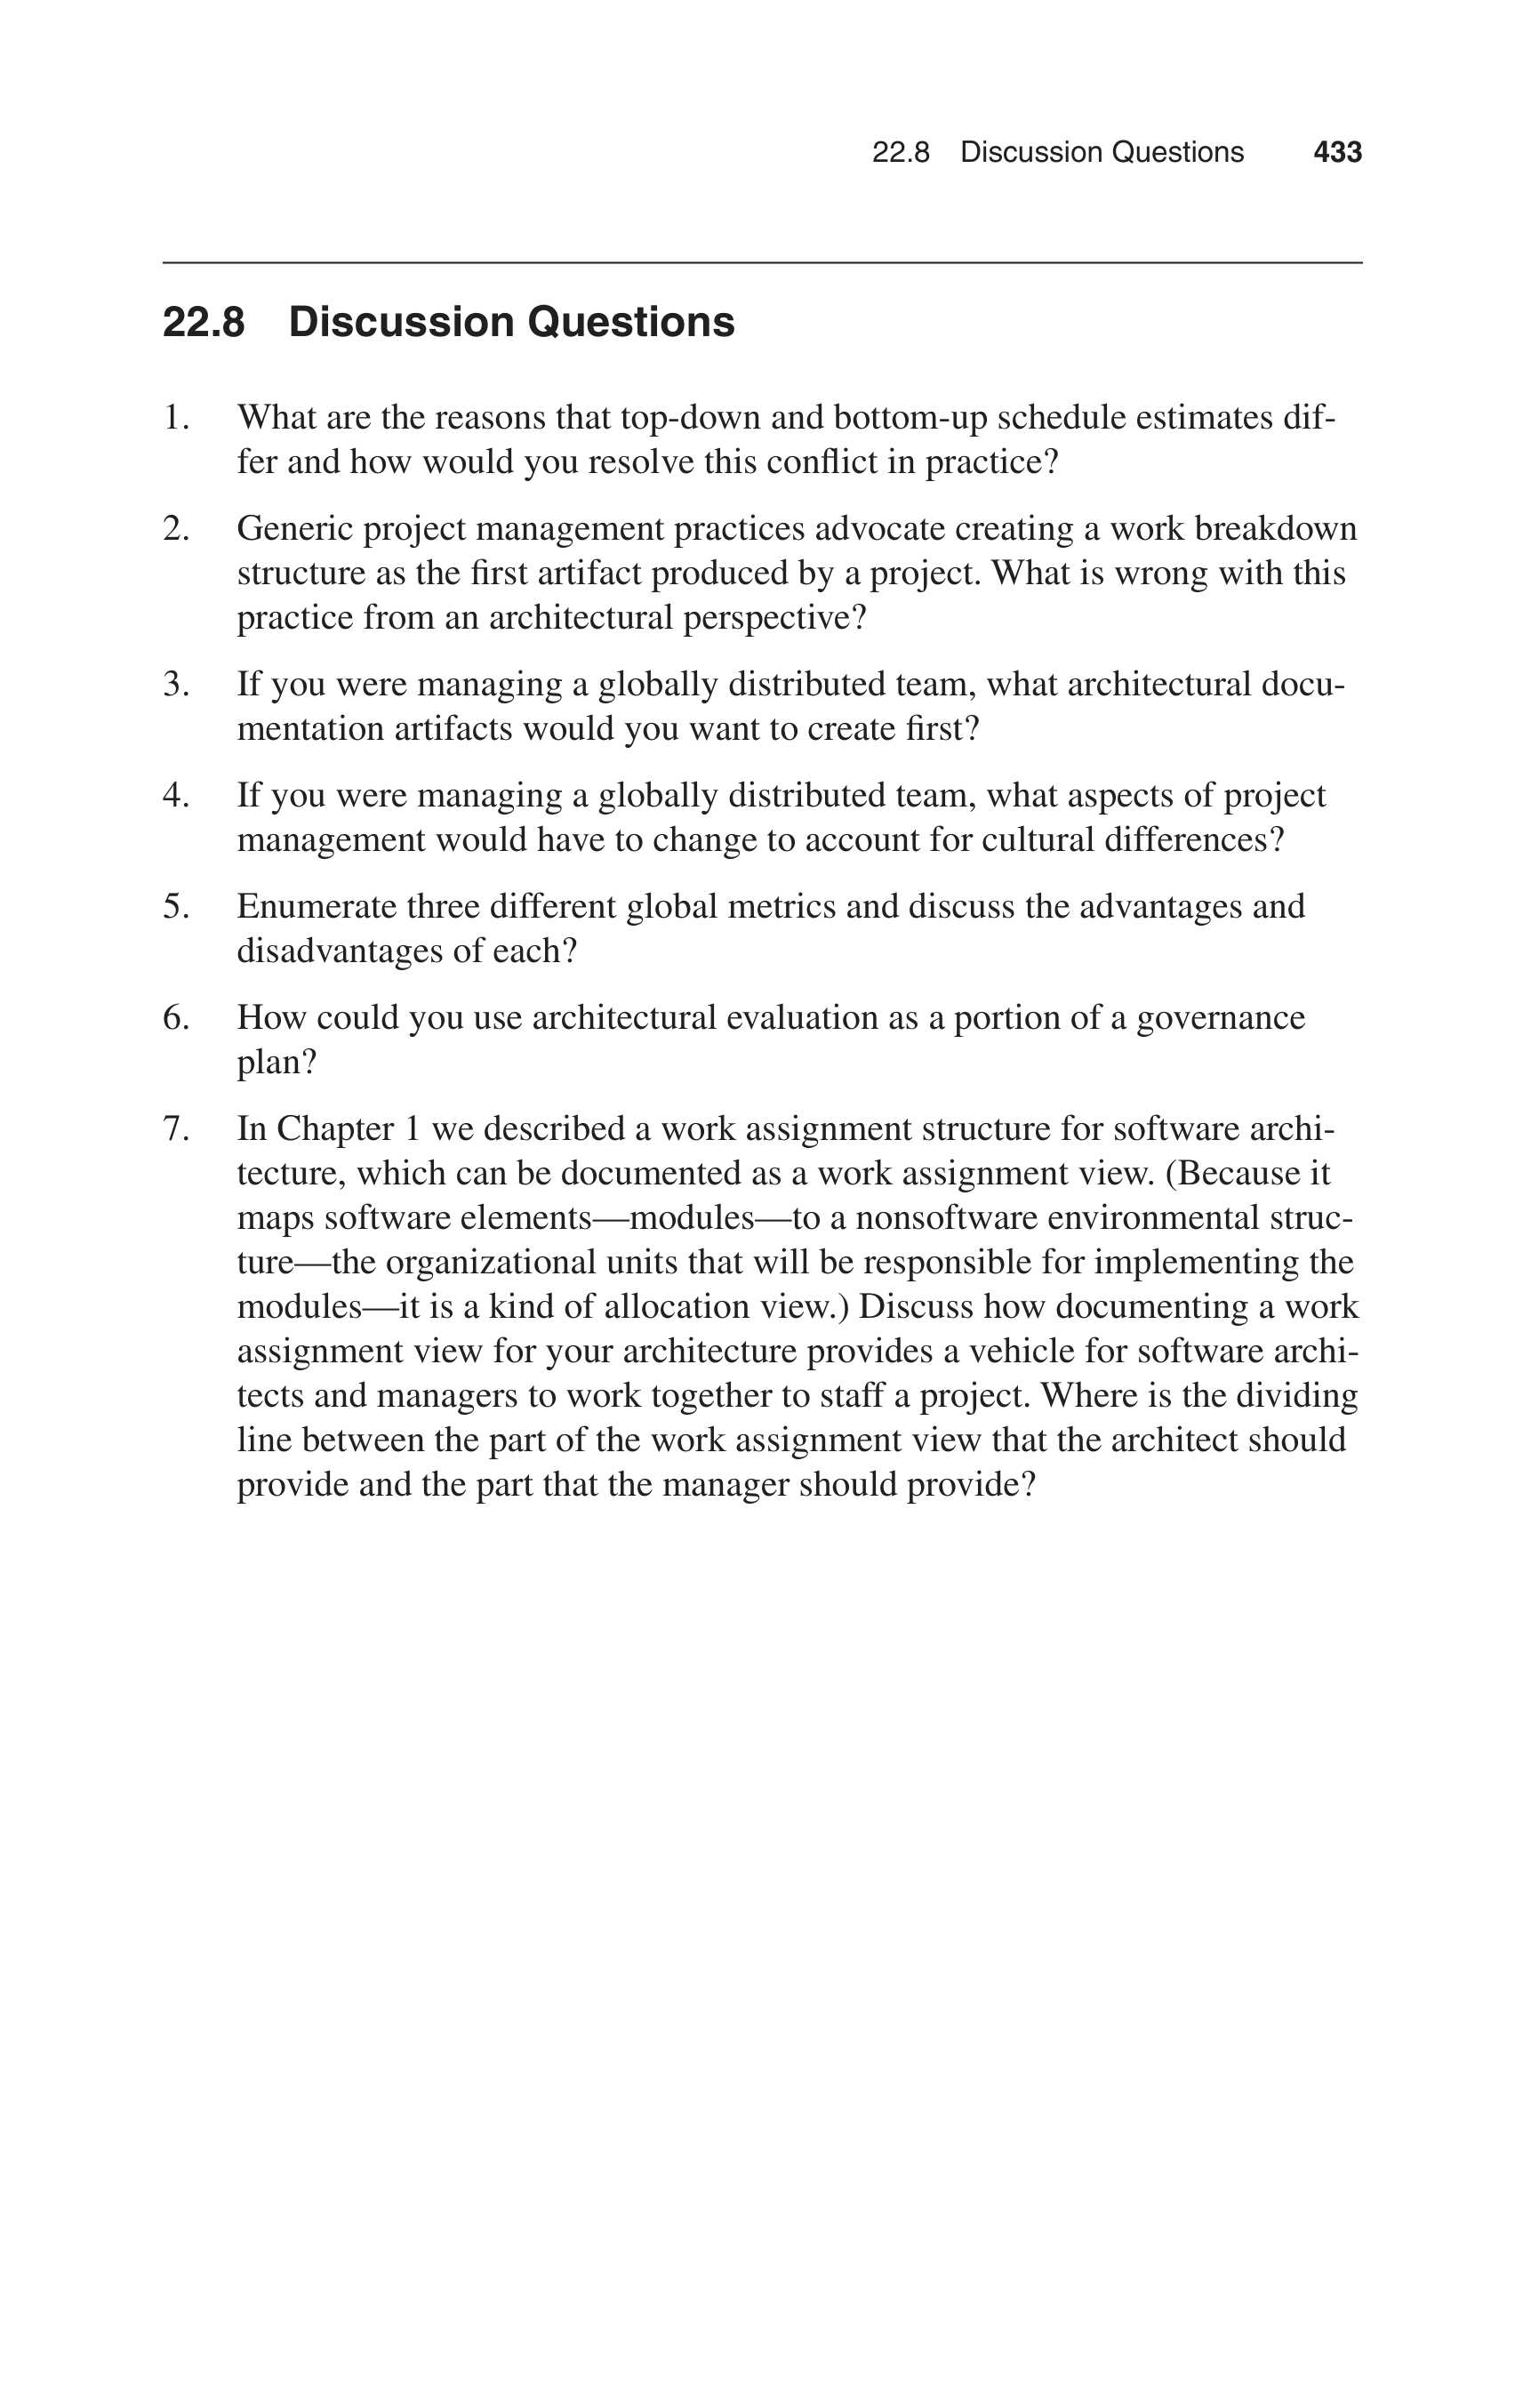 22.8 Discussion Questions 433
22.8 Discussion Questions
1. What are the reasons that top-down and bottom-up schedule estimates dif-
fer and how would you resolve this conflict in practice?
2. Generic project management practices advocate creating a work breakdown
structure as the first artifact produced by a project. What is wrong with this
practice from an architectural perspective?
3. If you were managing a globally distributed team, what architectural docu-
mentation artifacts would you want to create first?
4. If you were managing a globally distributed team, what aspects of project
management would have to change to account for cultural differences?
5. Enumerate three different global metrics and discuss the advantages and
disadvantages of each?
6. How could you use architectural evaluation as a portion of a governance
plan?
7. In Chapter 1 we described a work assignment structure for software archi-
tecture, which can be documented as a work assignment view. (Because it
maps software elements—modules—to a nonsoftware environmental struc-
ture—the organizational units that will be responsible for implementing the
modules—it is a kind of allocation view.) Discuss how documenting a work
assignment view for your architecture provides a vehicle for software archi-
tects and managers to work together to staff a project. Where is the dividing
line between the part of the work assignment view that the architect should
provide and the part that the manager should provide?